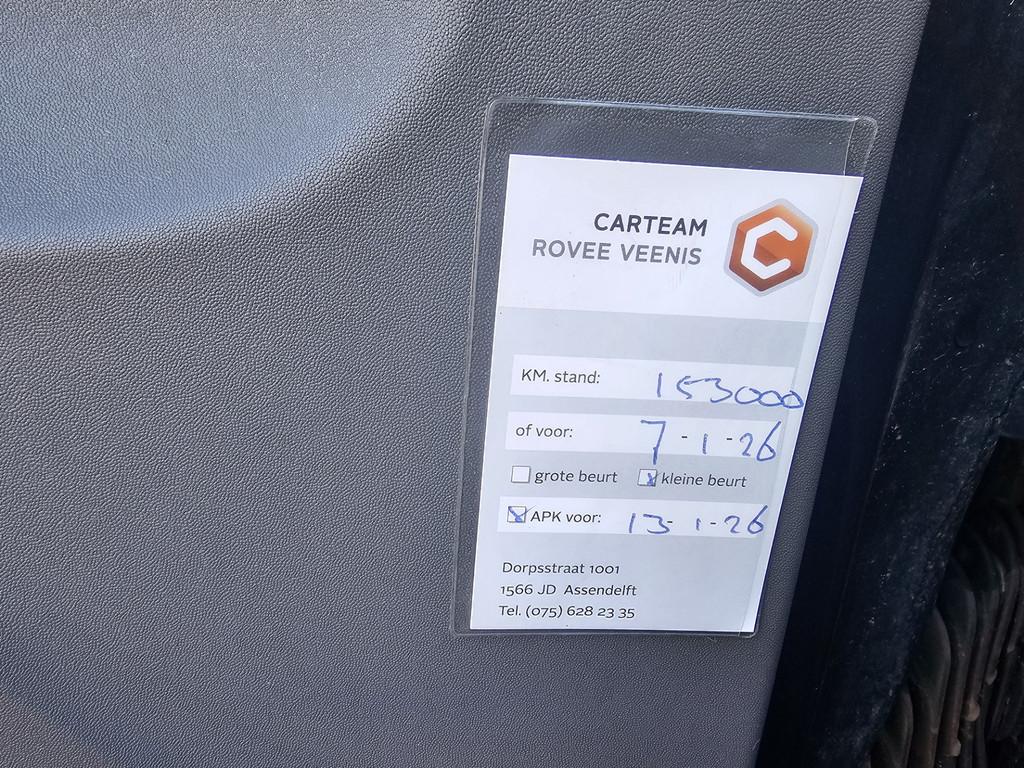 CARTEAM
ROVEE VEENIS
KM. stand: 153000
of voor: 7-1-26
grote beurt kleine beurt
APK voor: 13-1-26
Dorpsstraat 1001
1566 JD Assendelft
Tel. (075) 628 23 35